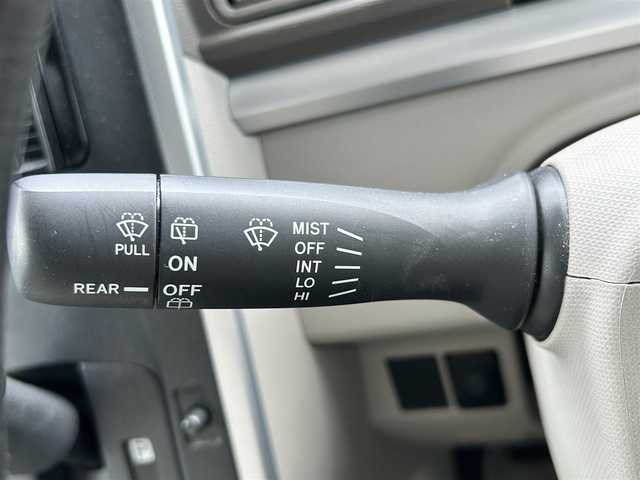 PULL
REAR
ON
OFF
MIST
OFF
INT
LO
HI